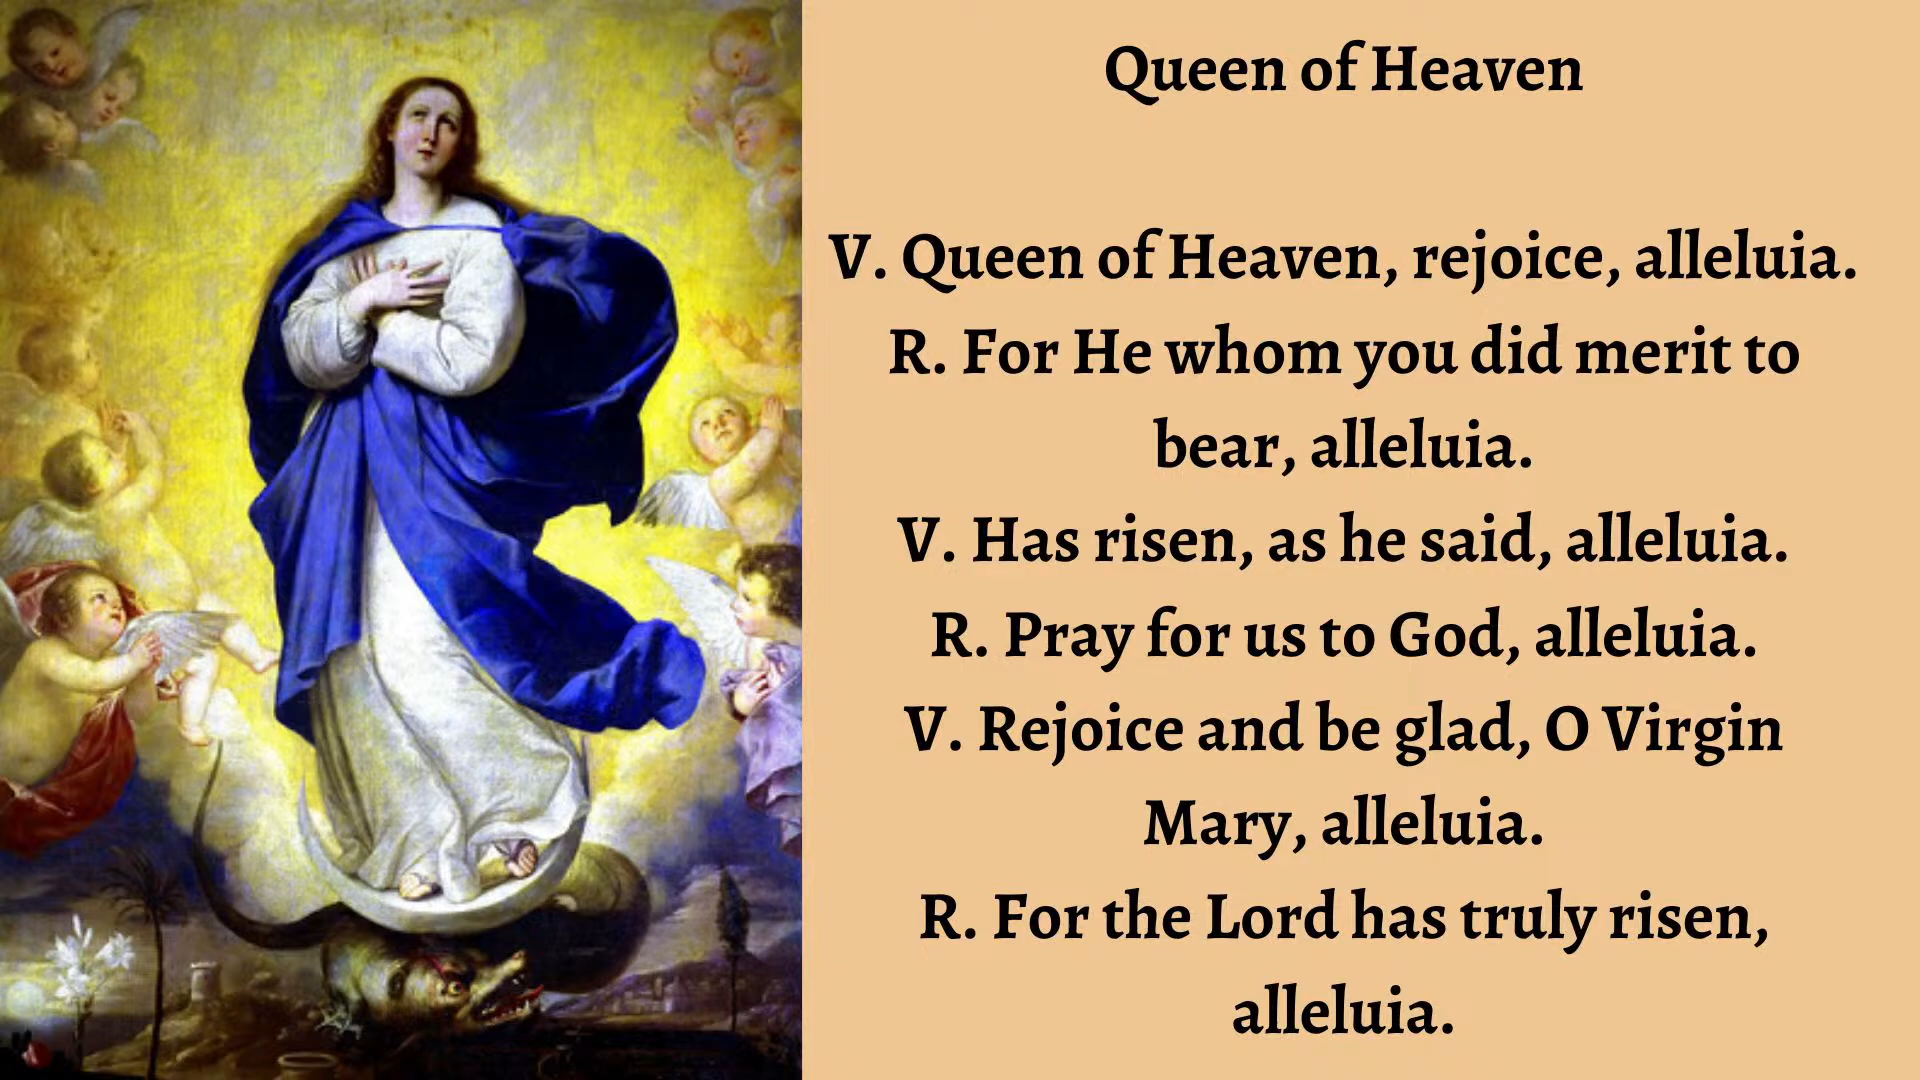 Queen of Heaven
V. Queen of Heaven, rejoice, alleluia.
R. For He whom you did merit to
bear, alleluia.
V. Has risen, as he said, alleluia.
R. Pray for us to God, alleluia.
V. Rejoice and be glad, O Virgin
Mary, alleluia.
R. For the Lord has truly risen,
alleluia.